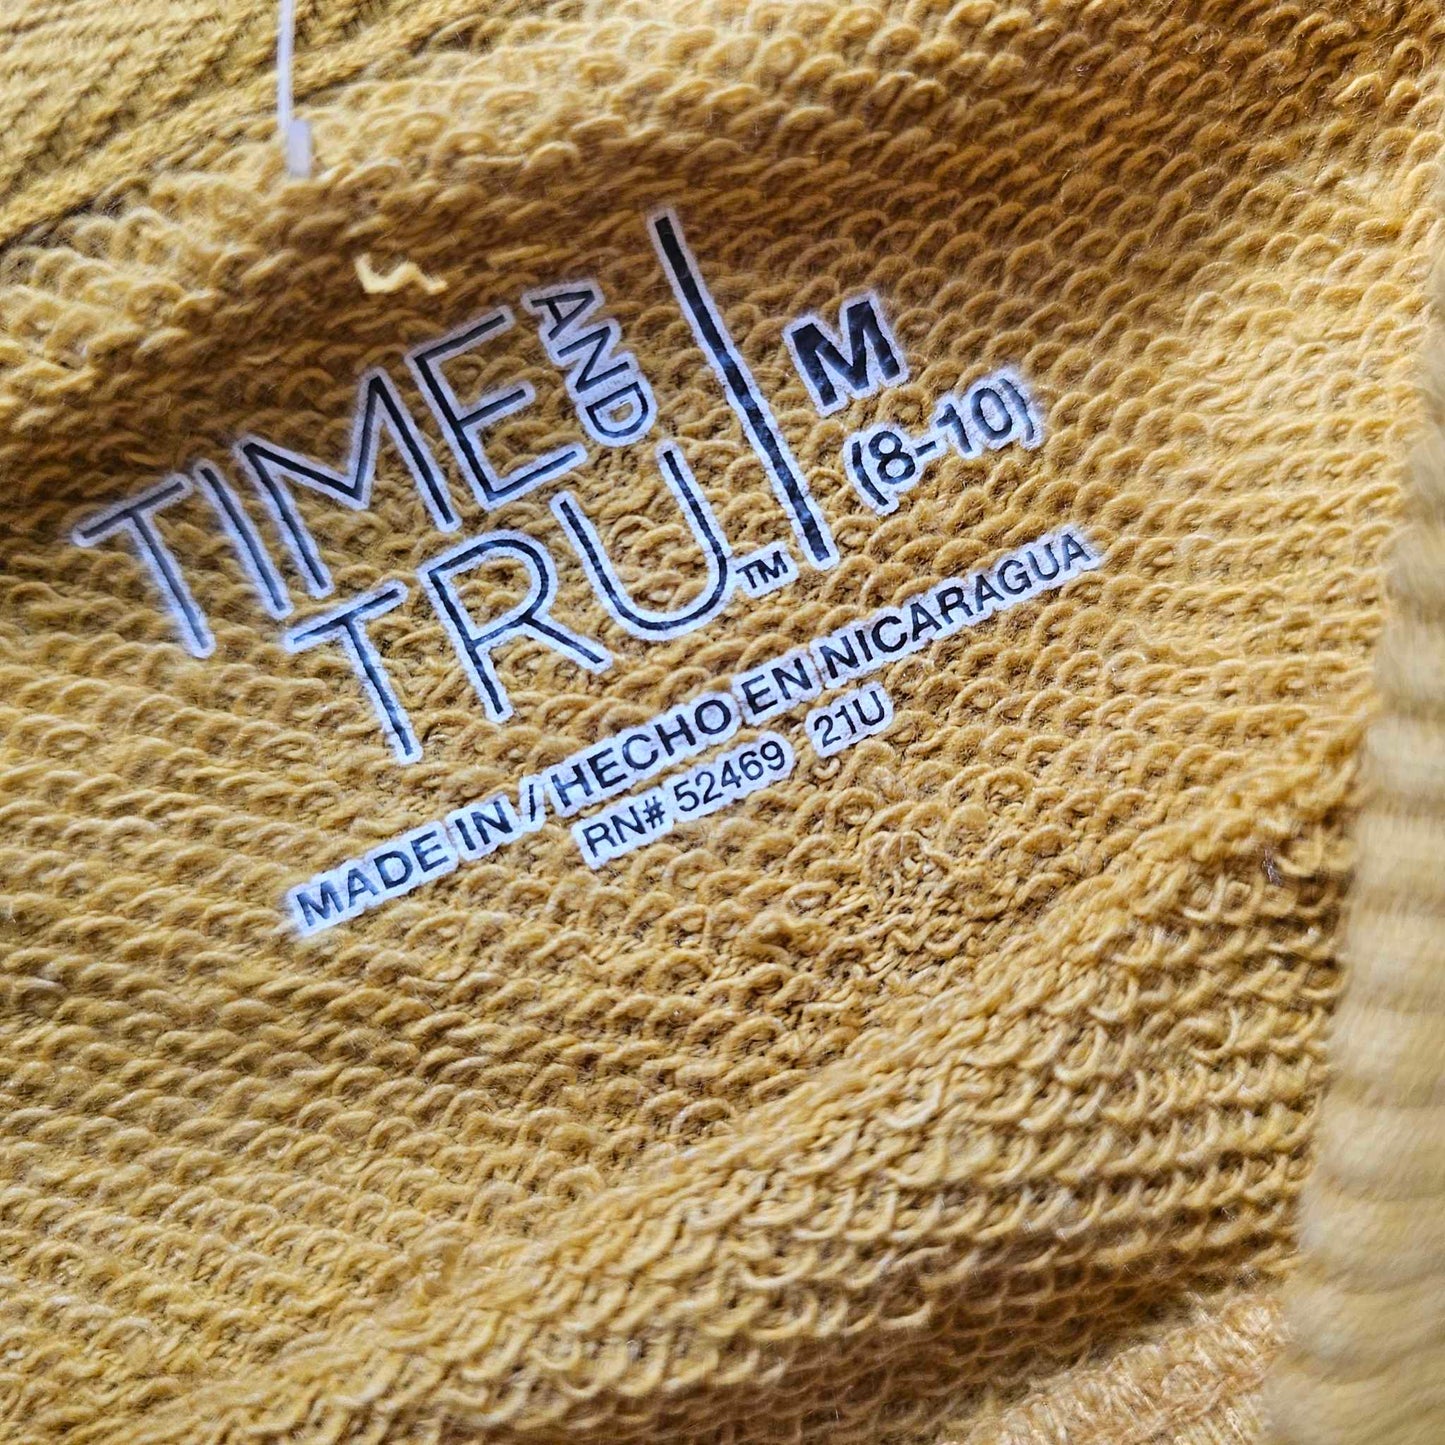 TIME AND
TRU™
M
(8-10)
MADE IN / HECHO EN NICARAGUA
RN# 52469 21U